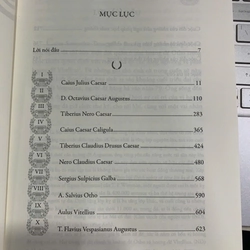 MỤC LỤC
Lời nói đầu 7
I
Caius Julius Caesar 11
II
D. Octavius Caesar Augustus 110
III
Tiberius Nero Caesar 283
IV
Caius Caesar Caligula 365
V
Tiberius Claudius Drusus Caesar 424
VI
Nero Claudius Caesar 480
VII
Sergius Sulpicius Galba 568
VIII
A. Salvius Otho 590
IX
Aulus Vitellius 604
X
T. Flavius Vespasianus Augustus 623